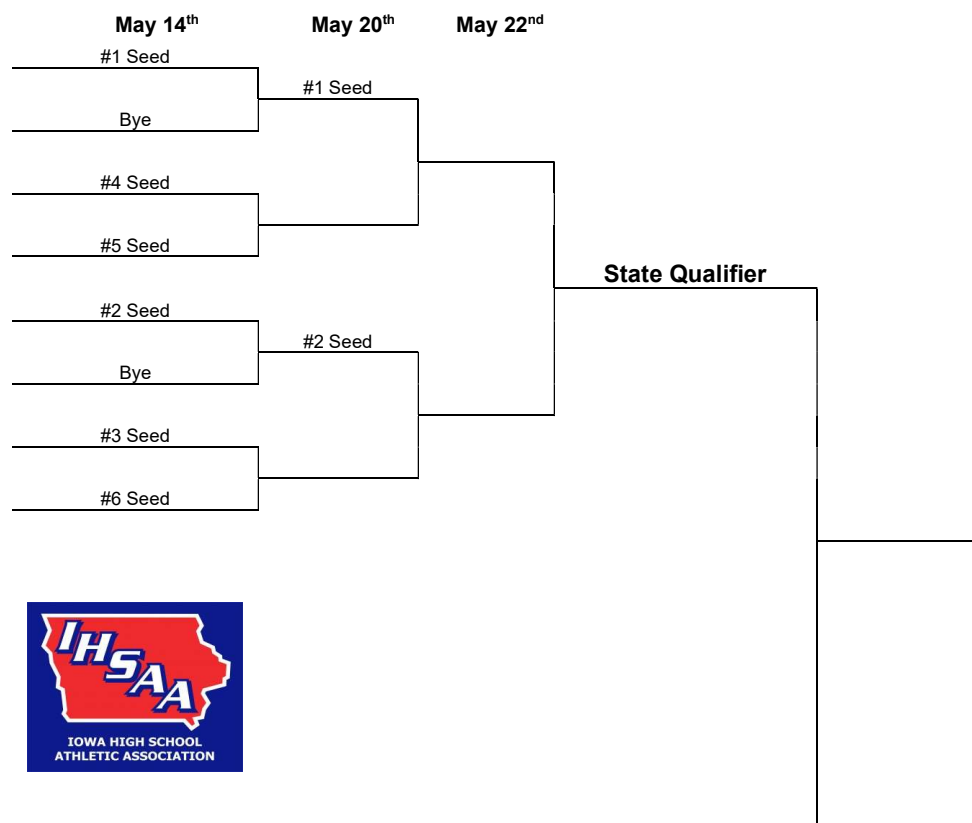 May 14th May 20th May 22nd
#1 Seed
#1 Seed
Bye
#4 Seed
#5 Seed
State Qualifier
#2 Seed
#2 Seed
Bye
#3 Seed
#6 Seed
IHSAA
IOWA HIGH SCHOOL
ATHLETIC ASSOCIATION